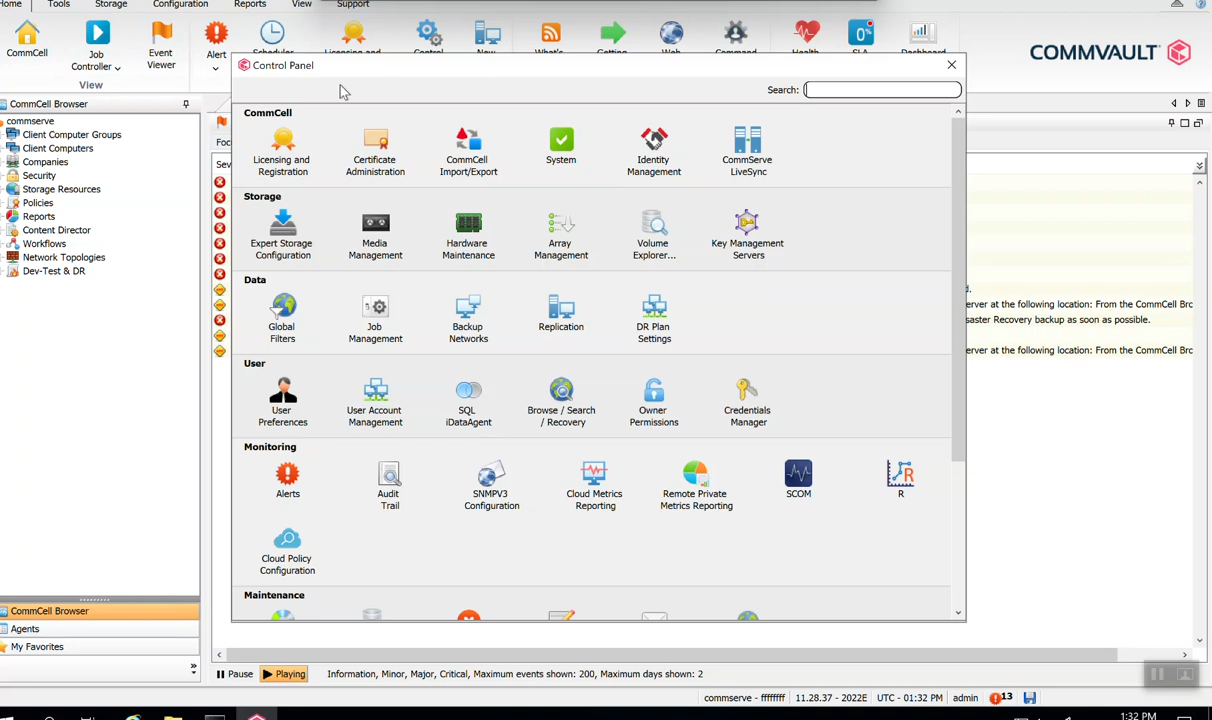 Home Tools Storage Configuration Reports View Support
CommCell
Job
Controller
Event
Viewer
Alert
View
COMMVAULT
Control Panel
Search:
CommCell Browser
commserve
Client Computer Groups
Client Computers
Companies
Security
Storage Resources
Policies
Reports
Content Director
Workflows
Network Topologies
Dev-Test & DR
CommCell
Licensing and
Registration
Certificate
Administration
CommCell
Import/Export
System
Identity
Management
CommServe
LiveSync
Storage
Expert Storage
Configuration
Media
Management
Hardware
Maintenance
Array
Management
Volume
Explorer...
Key Management
Servers
Data
Global
Filters
Job
Management
Backup
Networks
Replication
DR Plan
Settings
User
User
Preferences
User Account
Management
SQL
iDataAgent
Browse / Search
/ Recovery
Owner
Permissions
Credentials
Manager
Monitoring
Alerts
Audit
Trail
SNMPV3
Configuration
Cloud Metrics
Reporting
Remote Private
Metrics Reporting
SCOM
R
Cloud Policy
Configuration
Maintenance
d.
erver at the following location: From the CommCell Brc
saster Recovery backup as soon as possible.
erver at the following location: From the CommCell Brc
CommCell Browser
Agents
My Favorites
Pause Playing Information, Minor, Major, Critical, Maximum events shown: 200, Maximum days shown: 2
commserve - ffffffff 11.28.37 - 2022E UTC - 01:32 PM admin 13
1:32 PM